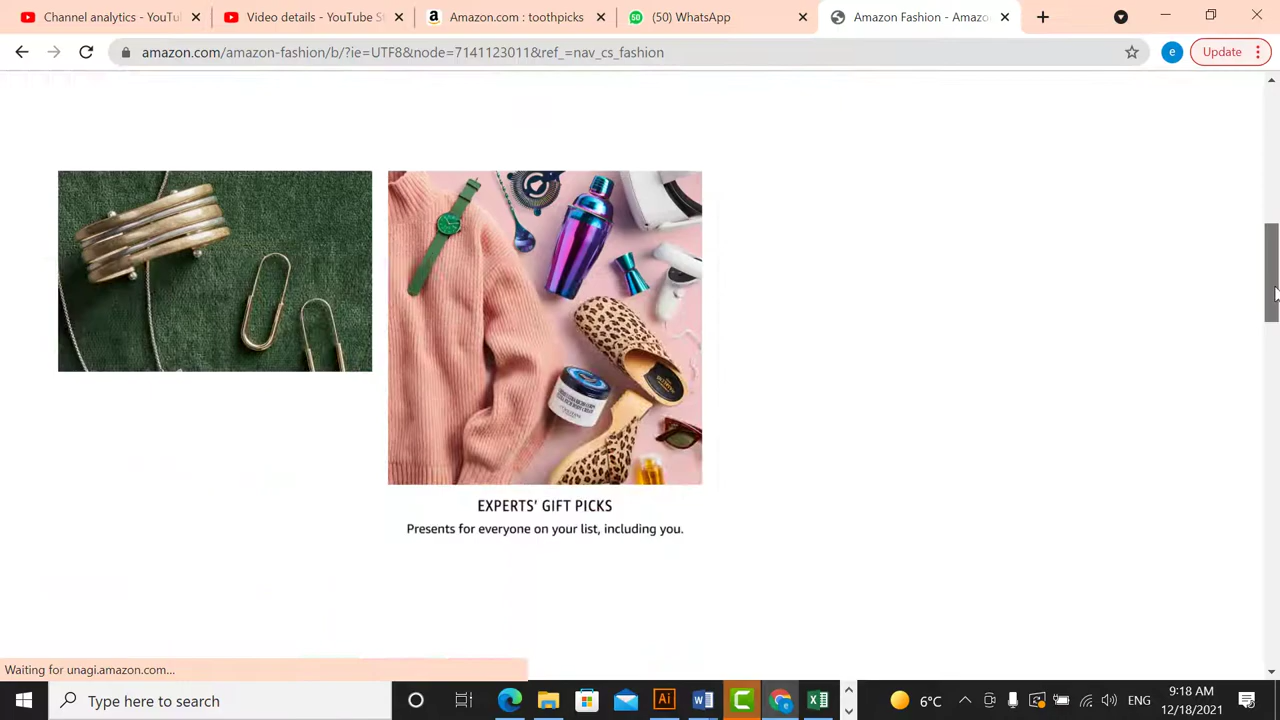 Channel analytics - YouTu
Video details - YouTube S
Amazon.com : toothpicks
(50) WhatsApp
Amazon Fashion - Amazo
amazon.com/amazon-fashion/b/?ie=UTF8&node=7141123011&ref_=nav_cs_fashion
e
Update
EXPERTS' GIFT PICKS
Presents for everyone on your list, including you.
Waiting for unagi.amazon.com...
Type here to search
Ai
6°C
ENG
9:18 AM
12/18/2021